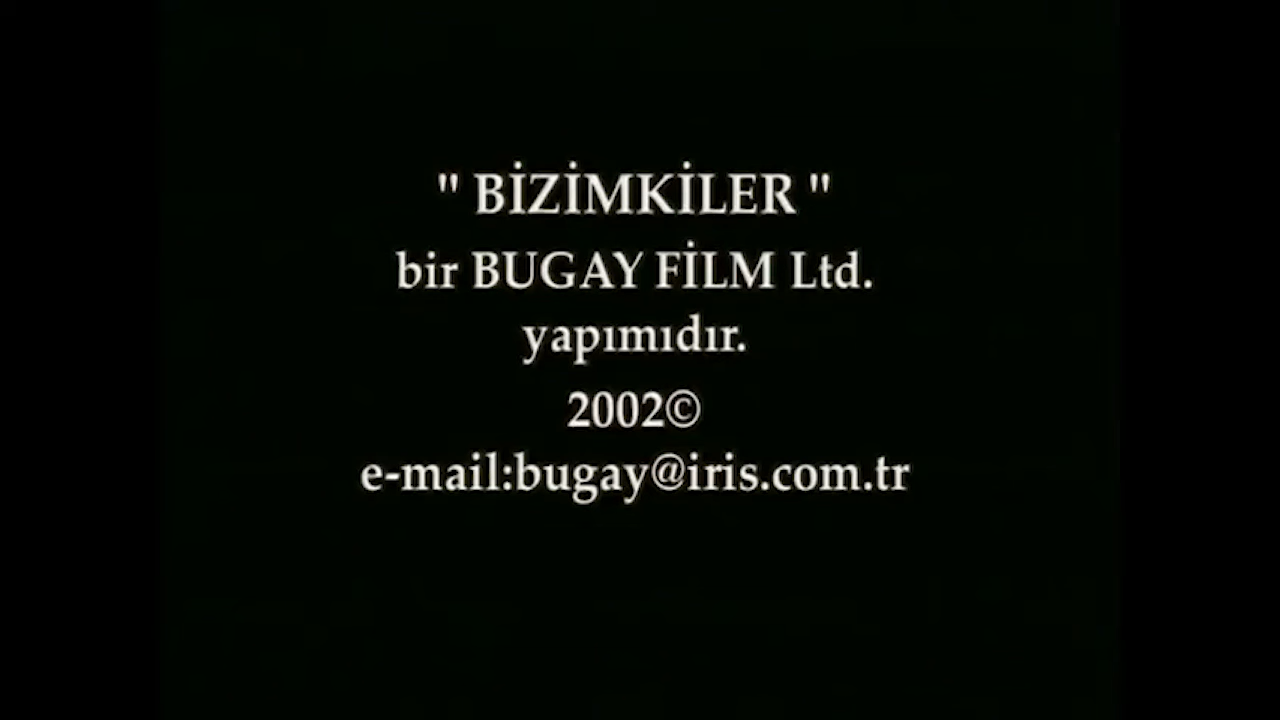 " BİZİMKİLER "
bir BUGAY FİLM Ltd.
yapımıdır.
2002©
e-mail:bugay@iris.com.tr